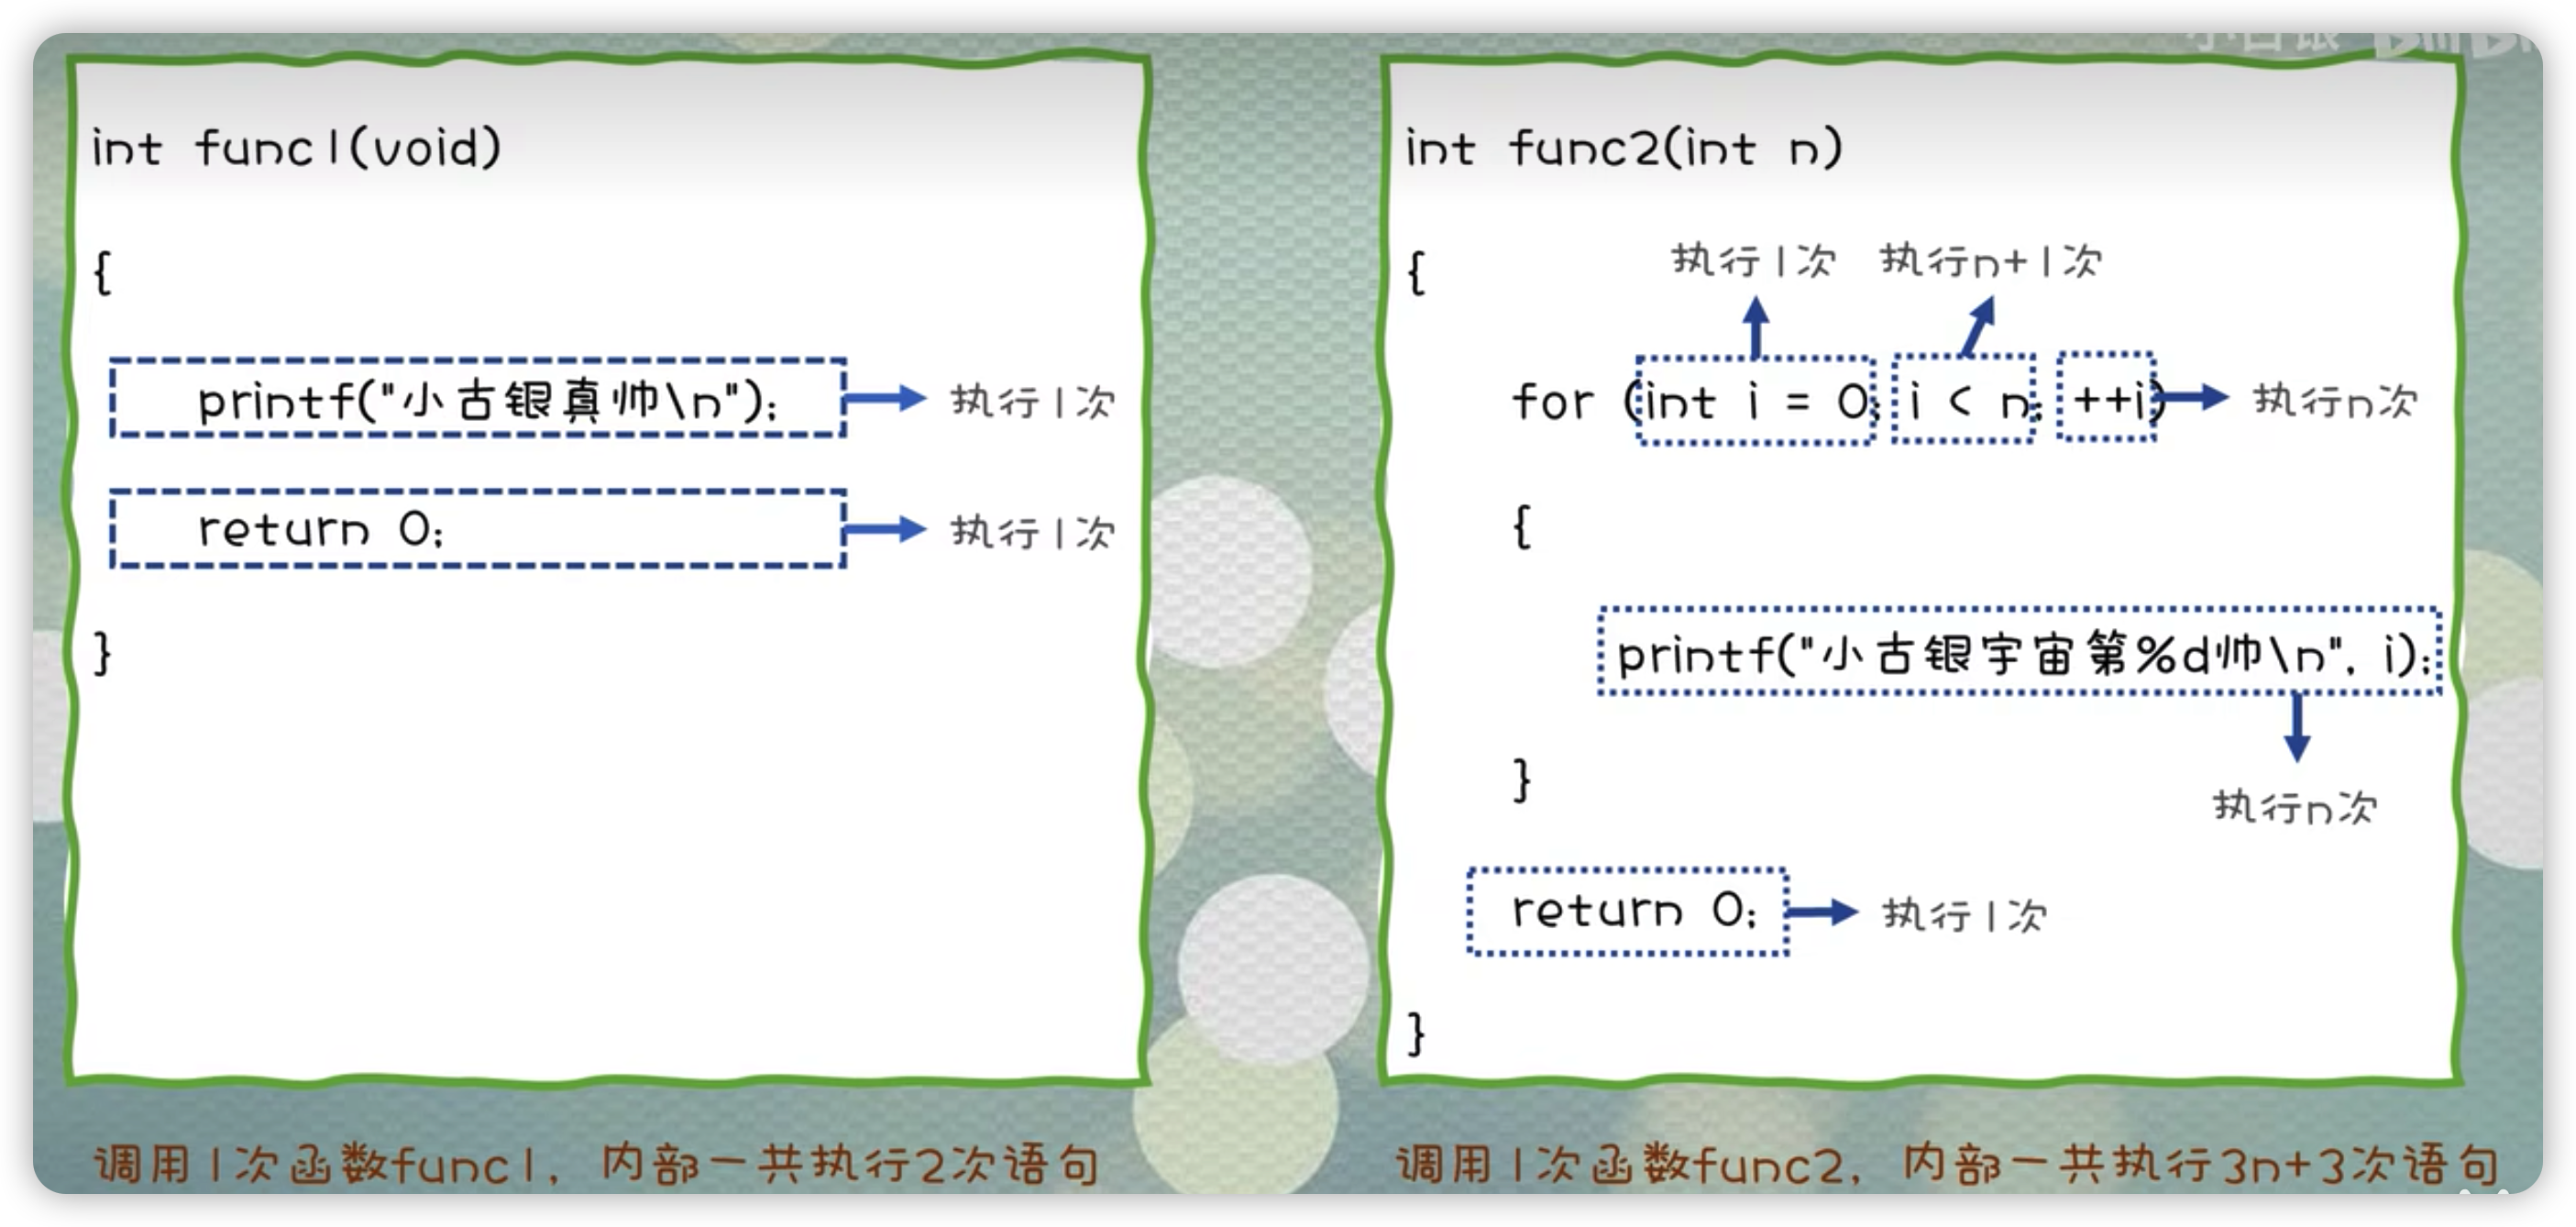 int func1(void)
{
printf("小古银真帅\n"); 执行1次
return 0; 执行1次
}
调用1次函数func1, 内部一共执行2次语句
小古银
int func2(int n)
{
执行1次 执行n+1次
for (int i = 0; i < n; ++i) 执行n次
{
printf("小古银宇宙第%d帅\n", i);
}
执行n次
return 0; 执行1次
}
调用1次函数func2, 内部一共执行3n+3次语句